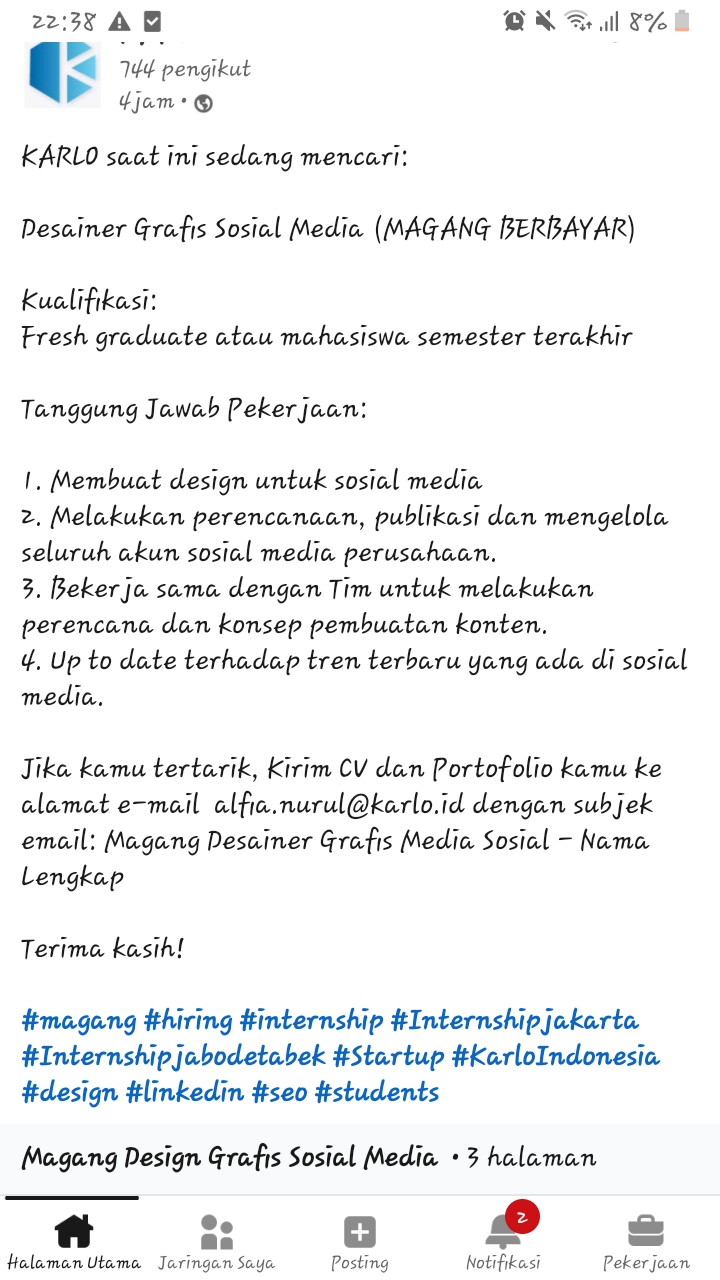 22:38
8%
744 pengikut
4jam •
KARLO saat ini sedang mencari:
Desainer Grafis Sosial Media (MAGANG BERBAYAR)
Kualifikasi:
Fresh graduate atau mahasiswa semester terakhir
Tanggung Jawab Pekerjaan:
1. Membuat design untuk sosial media
2. Melakukan perencanaan, publikasi dan mengelola
seluruh akun sosial media perusahaan.
3. Bekerja sama dengan Tim untuk melakukan
perencana dan konsep pembuatan konten.
4. Up to date terhadap tren terbaru yang ada di sosial
media.
Jika kamu tertarik, Kirim CV dan Portofolio kamu ke
alamat e-mail  alfia.nurul@karlo.id dengan subjek
email: Magang Desainer Grafis Media Sosial – Nama
Lengkap
Terima kasih!
#magang #hiring #internship #Internshipjakarta
#Internshipjabodetabek #Startup #KarloIndonesia
#design #linkedin #seo #students
Magang Design Grafis Sosial Media • 3 halaman
2
Halaman Utama Jaringan Saya Posting Notifikasi Pekerjaan